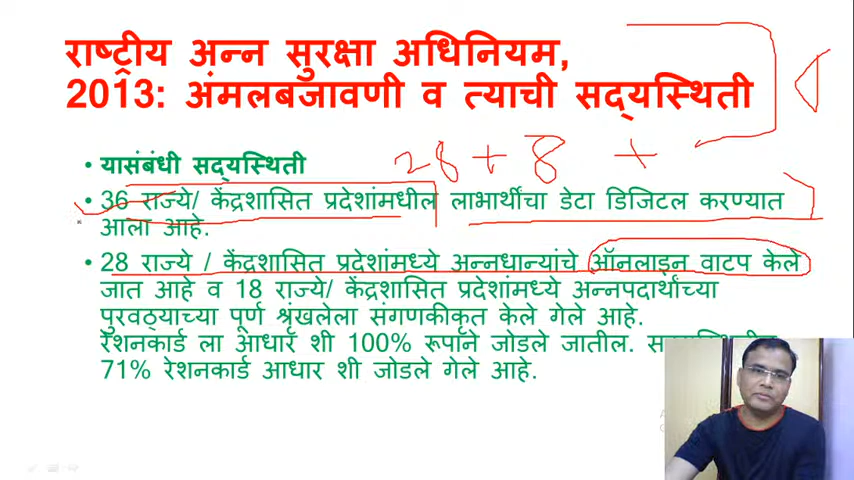 राष्ट्रीय अन्न सुरक्षा अधिनियम,
2013: अंमलबजावणी व त्याची सद्यस्थिती
• यासंबंधी सद्यस्थिती
28 + 8 +
• 36 राज्ये/ केंद्रशासित प्रदेशांमधील लाभार्थींचा डेटा डिजिटल करण्यात
आला आहे.
• 28 राज्ये / केंद्रशासित प्रदेशांमध्ये अन्नधान्यांचे ऑनलाइन वाटप केले
जात आहे व 18 राज्ये/ केंद्रशासित प्रदेशांमध्ये अन्नपदार्थांच्या
पुरवठ्याच्या पूर्ण श्रृंखलेला संगणकीकृत केले गेले आहे.
रेशनकार्ड ला आधार शी 100% रूपाने जोडले जातील.
71% रेशनकार्ड आधार शी जोडले गेले आहे.